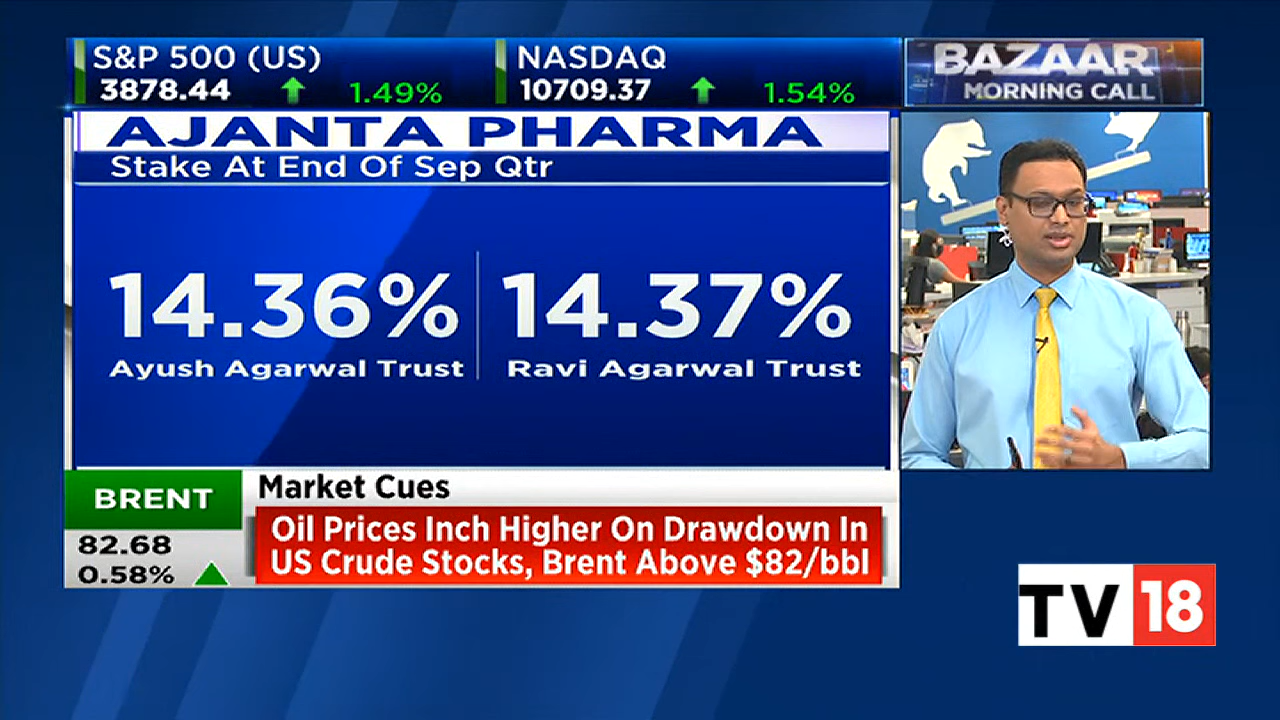 S&P 500 (US)
3878.44 1.49%
NASDAQ
10709.37 1.54%
BAZAAR
MORNING CALL
AJANTA PHARMA
Stake At End Of Sep Qtr
14.36%
Ayush Agarwal Trust
14.37%
Ravi Agarwal Trust
BRENT
82.68
0.58%
Market Cues
Oil Prices Inch Higher On Drawdown In
US Crude Stocks, Brent Above $82/bbl
TV18